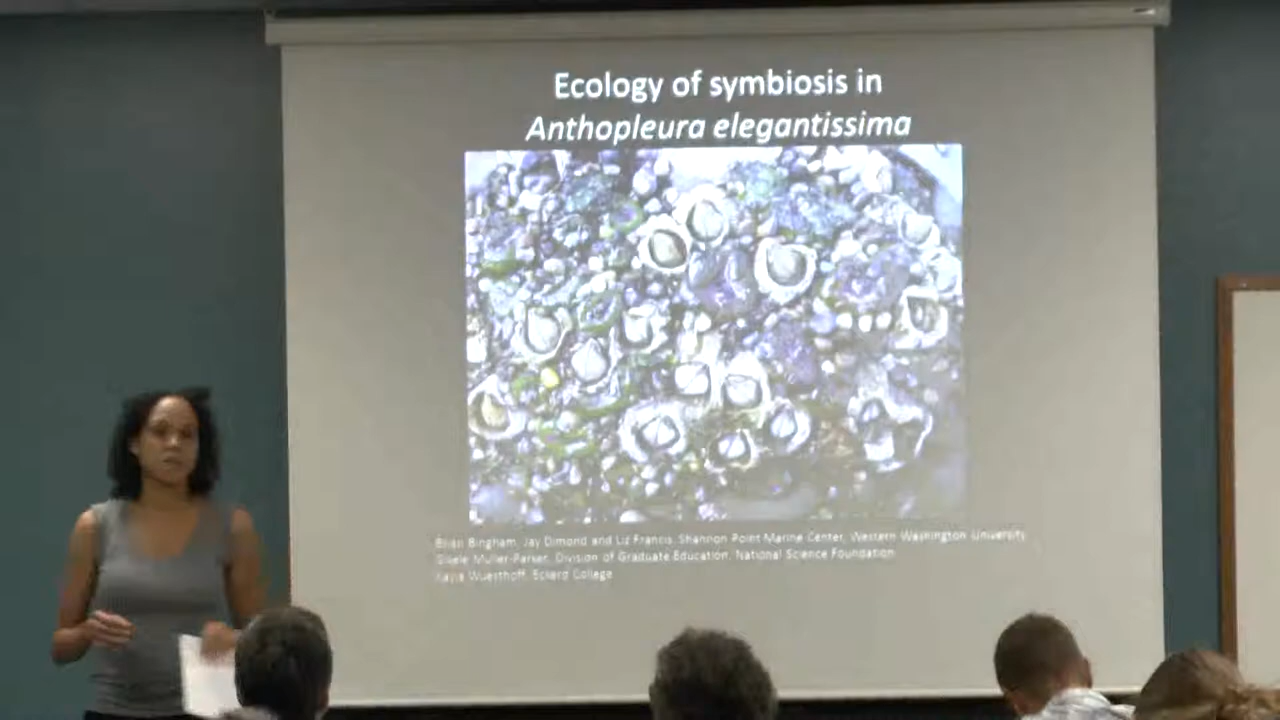 Ecology of symbiosis in
Anthopleura elegantissima
Brian Bingham, Jay Dimond and Liz Francis, Shannon Point Marine Center, Western Washington University
Gisele Muller-Parker, Division of Graduate Education, National Science Foundation
Kayla Wuesthoff, Eckerd College